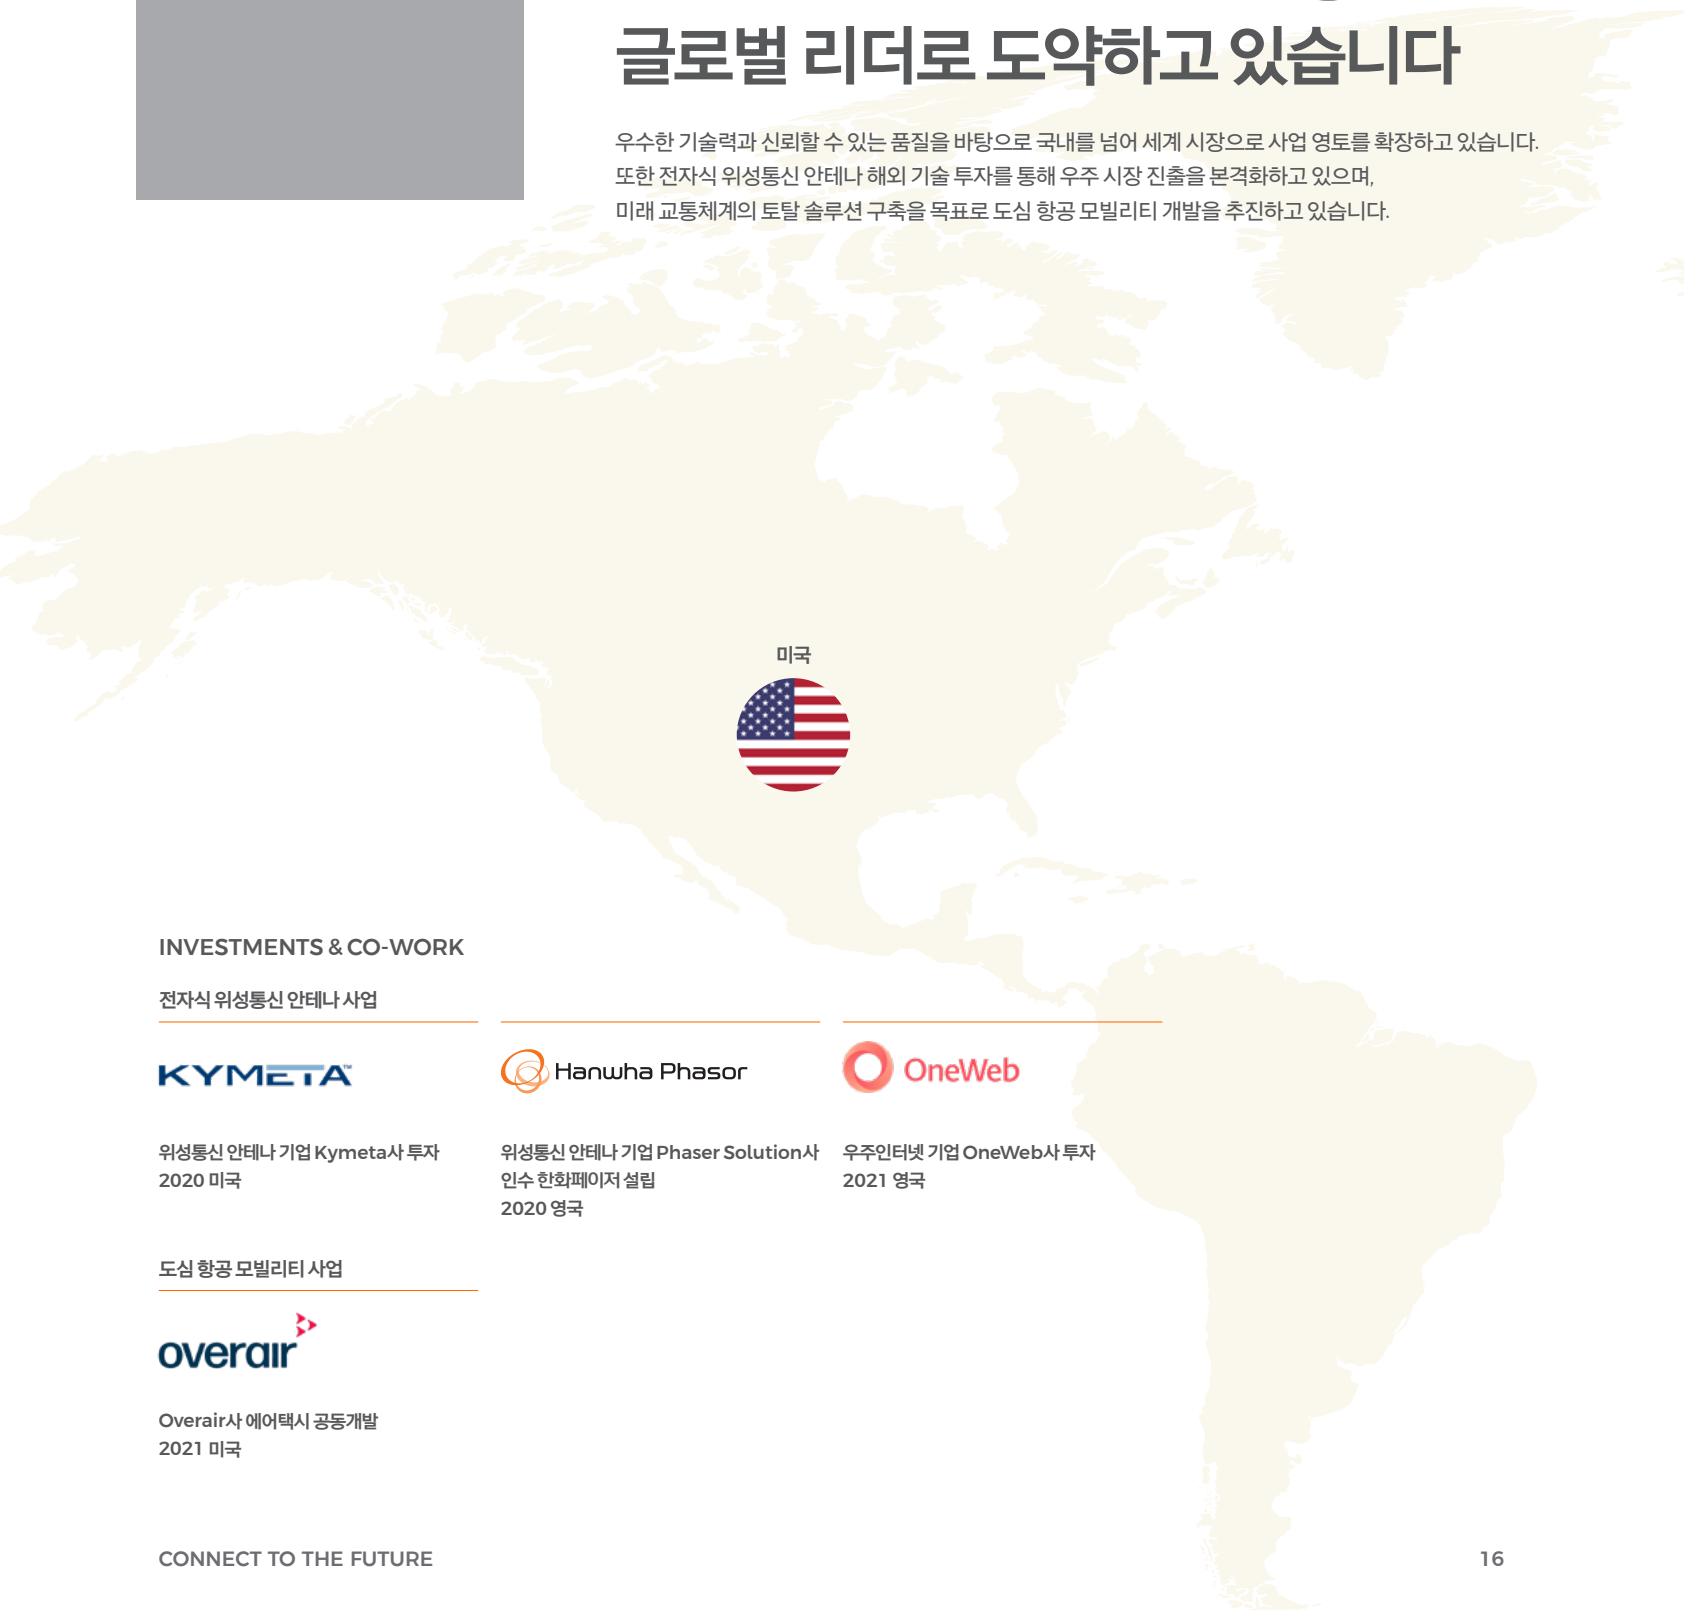 글로벌 리더로 도약하고 있습니다
우수한 기술력과 신뢰할 수 있는 품질을 바탕으로 국내를 넘어 세계 시장으로 사업 영토를 확장하고 있습니다.
또한 전자식 위성통신 안테나 해외 기술 투자를 통해 우주 시장 진출을 본격화하고 있으며,
미래 교통체계의 토탈 솔루션 구축을 목표로 도심 항공 모빌리티 개발을 추진하고 있습니다.
미국
INVESTMENTS & CO-WORK
전자식 위성통신 안테나 사업
KYMETA™
Hanwha Phasor
OneWeb
위성통신 안테나 기업 Kymeta사 투자
2020 미국
위성통신 안테나 기업 Phaser Solution사
인수 한화페이저 설립
2020 영국
우주인터넷 기업 OneWeb사 투자
2021 영국
도심 항공 모빌리티 사업
overair
Overair사 에어택시 공동개발
2021 미국
CONNECT TO THE FUTURE
16